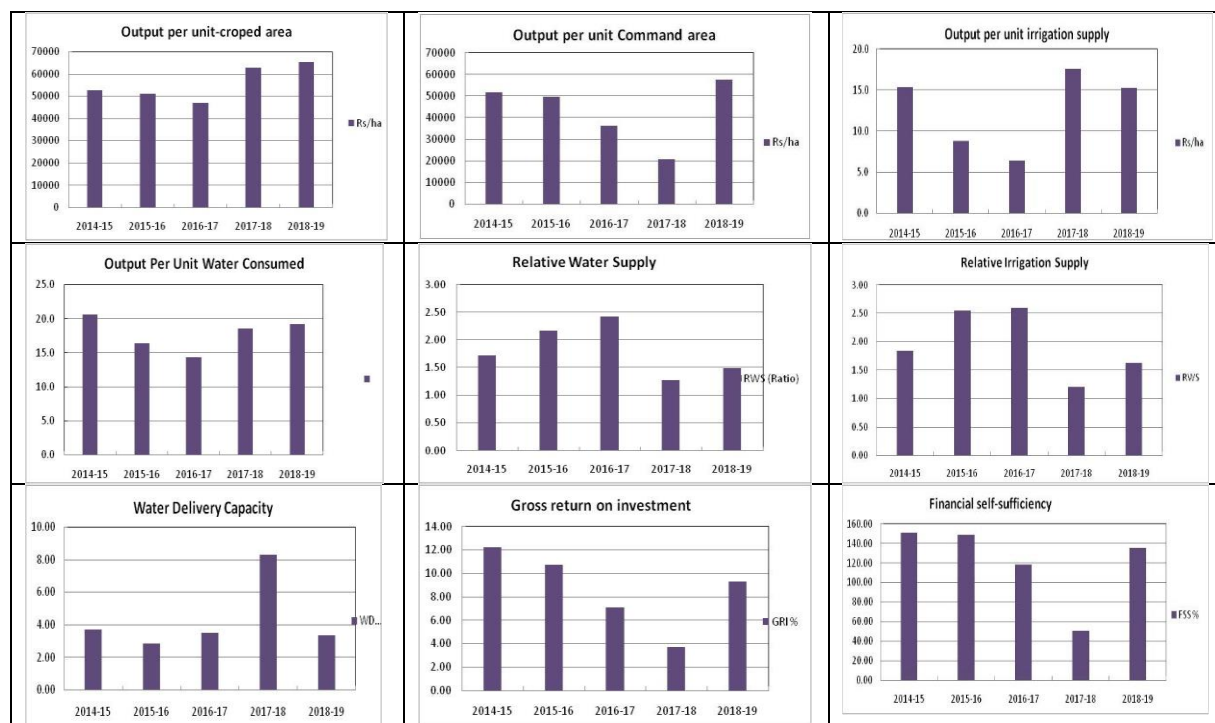 Output per unit-croped area
70000
60000
50000
40000
30000
20000
10000
0
2014-15 2015-16 2016-17 2017-18 2018-19
Rs/ha
Output per unit Command area
70000
60000
50000
40000
30000
20000
10000
0
2014-15 2015-16 2016-17 2017-18 2018-19
Rs/ha
Output per unit irrigation supply
20.0
15.0
10.0
5.0
0.0
2014-15 2015-16 2016-17 2017-18 2018-19
Rs/ha
Output Per Unit Water Consumed
25.0
20.0
15.0
10.0
5.0
0.0
2014-15 2015-16 2016-17 2017-18 2018-19
Relative Water Supply
3.00
2.50
2.00
1.50
1.00
0.50
0.00
2014-15 2015-16 2016-17 2017-18 2018-19
RWS (Ratio)
Relative Irrigation Supply
3.00
2.50
2.00
1.50
1.00
0.50
0.00
2014-15 2015-16 2016-17 2017-18 2018-19
RWS
Water Delivery Capacity
10.00
8.00
6.00
4.00
2.00
0.00
2014-15 2015-16 2016-17 2017-18 2018-19
WD...
Gross return on investment
14.00
12.00
10.00
8.00
6.00
4.00
2.00
0.00
2014-15 2015-16 2016-17 2017-18 2018-19
GRI %
Financial self-sufficiency
160.00
140.00
120.00
100.00
80.00
60.00
40.00
20.00
0.00
2014-15 2015-16 2016-17 2017-18 2018-19
FSS %